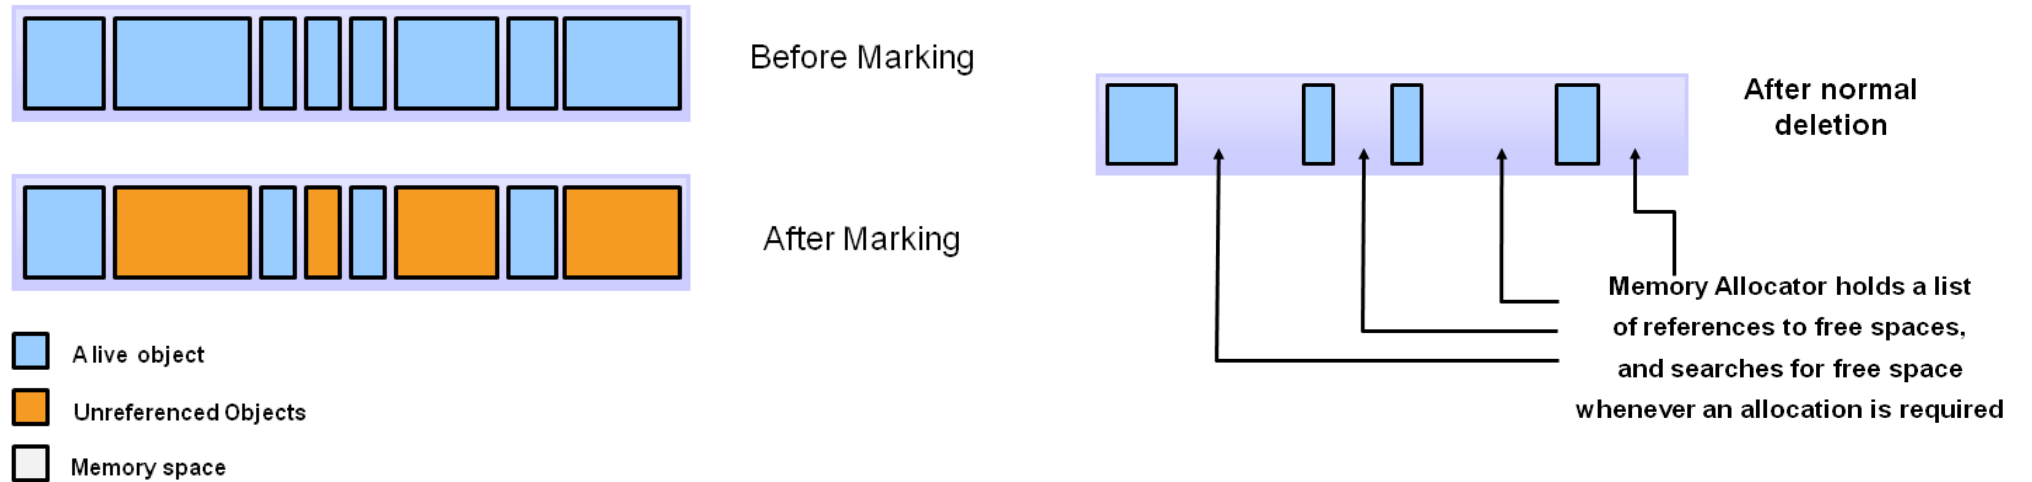 Before Marking
After Marking
A live object
Unreferenced Objects
Memory space
After normal
deletion
Memory Allocator holds a list
of references to free spaces,
and searches for free space
whenever an allocation is required